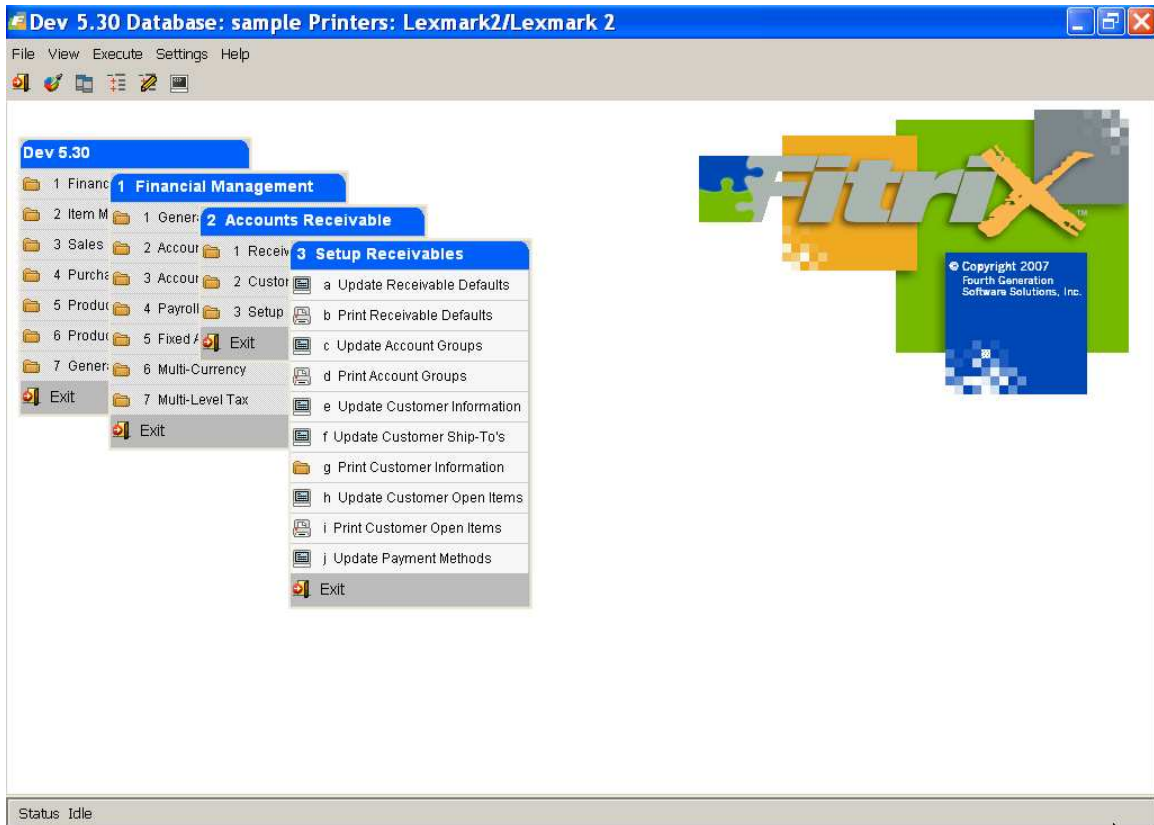 Dev 5.30 Database: sample Printers: Lexmark2/Lexmark 2
File View Execute Settings Help
Dev 5.30
1 Financ
2 Item M
3 Sales
4 Purcha
5 Produc
6 Produc
7 Gener
Exit
1 Financial Management
1 Gener
2 Accour
3 Accour
4 Payroll
5 Fixed A
6 Multi-Currency
7 Multi-Level Tax
Exit
2 Accounts Receivable
1 Receiv
2 Custor
3 Setup
Exit
3 Setup Receivables
a Update Receivable Defaults
b Print Receivable Defaults
c Update Account Groups
d Print Account Groups
e Update Customer Information
f Update Customer Ship-To's
g Print Customer Information
h Update Customer Open Items
i Print Customer Open Items
j Update Payment Methods
Exit
FitriX™
© Copyright 2007
Fourth Generation
Software Solutions, Inc.
Status Idle